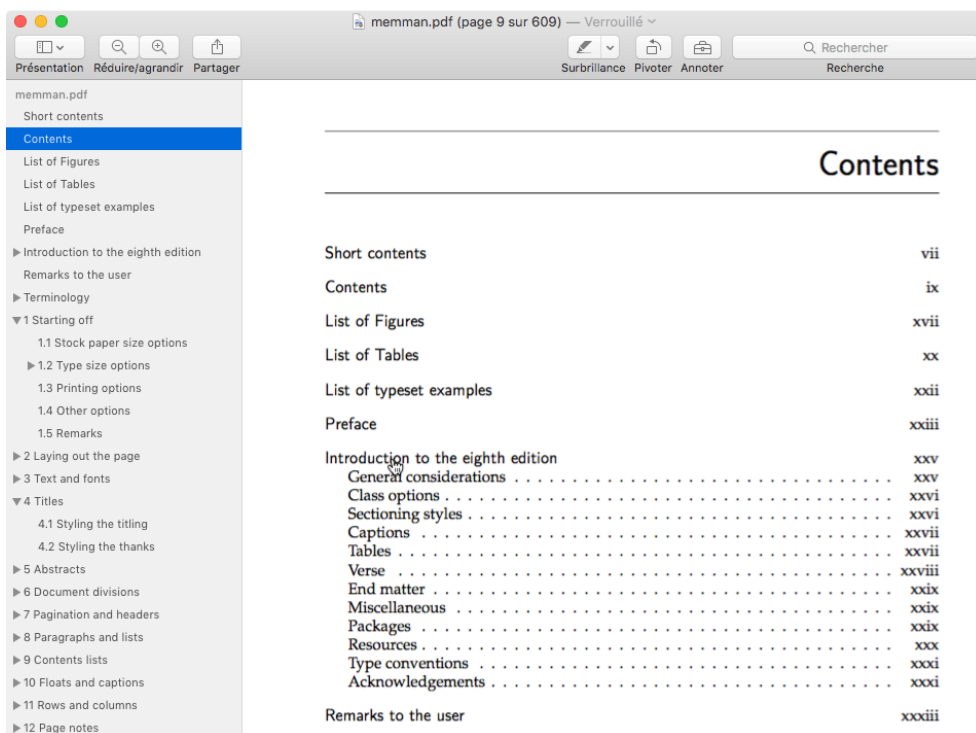 memman.pdf (page 9 sur 609) — Verrouillé
Présentation Réduire/agrandir Partager Surbrillance Pivoter Annoter Rechercher
Recherche
memman.pdf
Short contents
Contents
List of Figures
List of Tables
List of typeset examples
Preface
Introduction to the eighth edition
Remarks to the user
Terminology
1 Starting off
1.1 Stock paper size options
1.2 Type size options
1.3 Printing options
1.4 Other options
1.5 Remarks
2 Laying out the page
3 Text and fonts
4 Titles
4.1 Styling the titling
4.2 Styling the thanks
5 Abstracts
6 Document divisions
7 Pagination and headers
8 Paragraphs and lists
9 Contents lists
10 Floats and captions
11 Rows and columns
12 Page notes
Contents
Short contents vii
Contents ix
List of Figures xvii
List of Tables xx
List of typeset examples xxii
Preface xxiii
Introduction to the eighth edition xxv
General considerations . . . . . . . . . . . . . . . . . . . . . . . . . . . . . . xxv
Class options . . . . . . . . . . . . . . . . . . . . . . . . . . . . . . . . . . . xxvi
Sectioning styles . . . . . . . . . . . . . . . . . . . . . . . . . . . . . . . . . xxvi
Captions . . . . . . . . . . . . . . . . . . . . . . . . . . . . . . . . . . . . . xxvii
Tables . . . . . . . . . . . . . . . . . . . . . . . . . . . . . . . . . . . . . . xxvii
Verse . . . . . . . . . . . . . . . . . . . . . . . . . . . . . . . . . . . . . . xxviii
End matter . . . . . . . . . . . . . . . . . . . . . . . . . . . . . . . . . . . . xxix
Miscellaneous . . . . . . . . . . . . . . . . . . . . . . . . . . . . . . . . . . . xxix
Packages . . . . . . . . . . . . . . . . . . . . . . . . . . . . . . . . . . . . . xxix
Resources . . . . . . . . . . . . . . . . . . . . . . . . . . . . . . . . . . . . . xxx
Type conventions . . . . . . . . . . . . . . . . . . . . . . . . . . . . . . . . . xxxi
Acknowledgements . . . . . . . . . . . . . . . . . . . . . . . . . . . . . . . . xxxi
Remarks to the user xxxiii